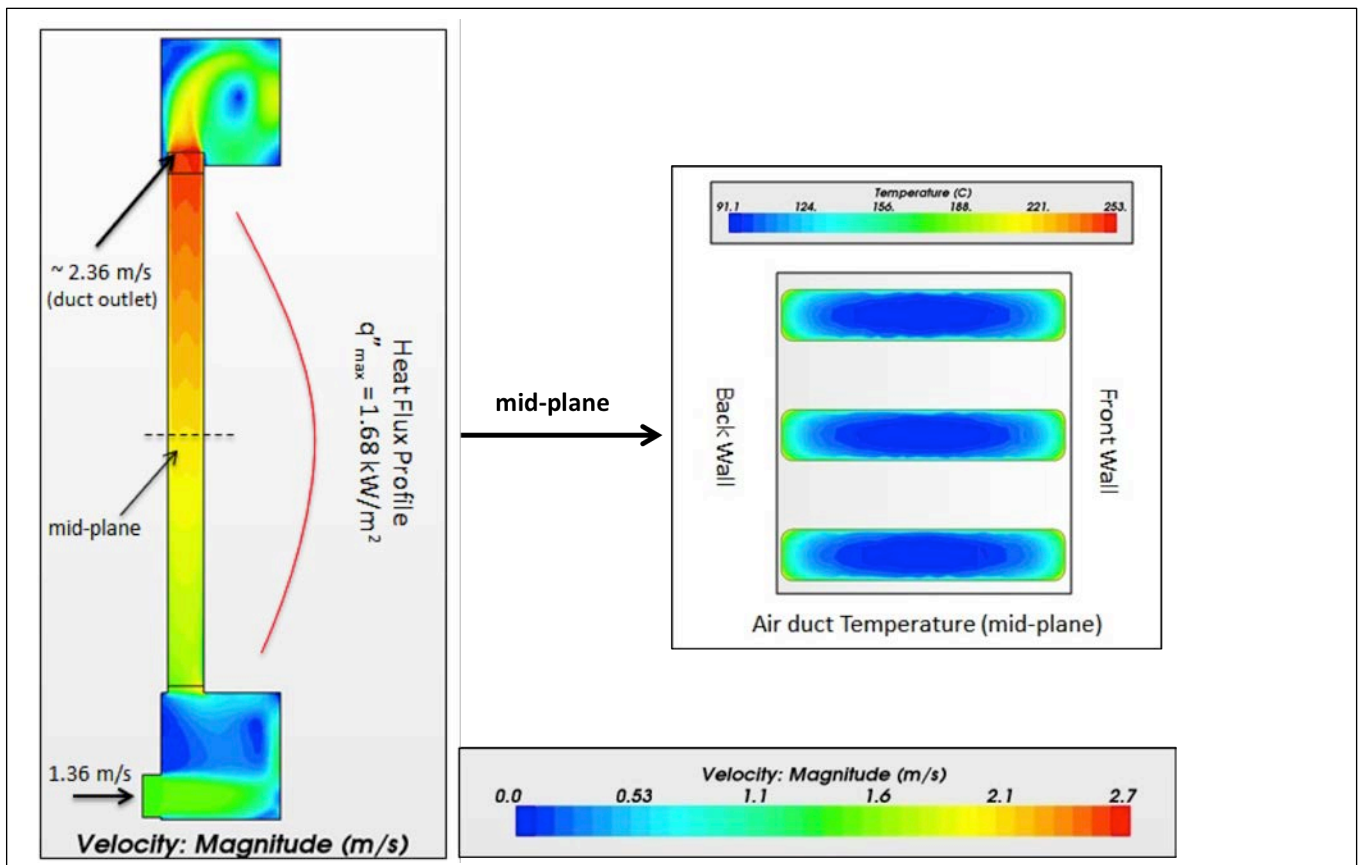 ~ 2.36 m/s
(duct outlet)
Heat Flux Profile
q″max = 1.68 kW/m²
mid-plane
1.36 m/s
Velocity: Magnitude (m/s)
mid-plane
Temperature (C)
91.1 124. 156. 188. 221. 253.
Back Wall
Front Wall
Air duct Temperature (mid-plane)
Velocity: Magnitude (m/s)
0.0 0.53 1.1 1.6 2.1 2.7